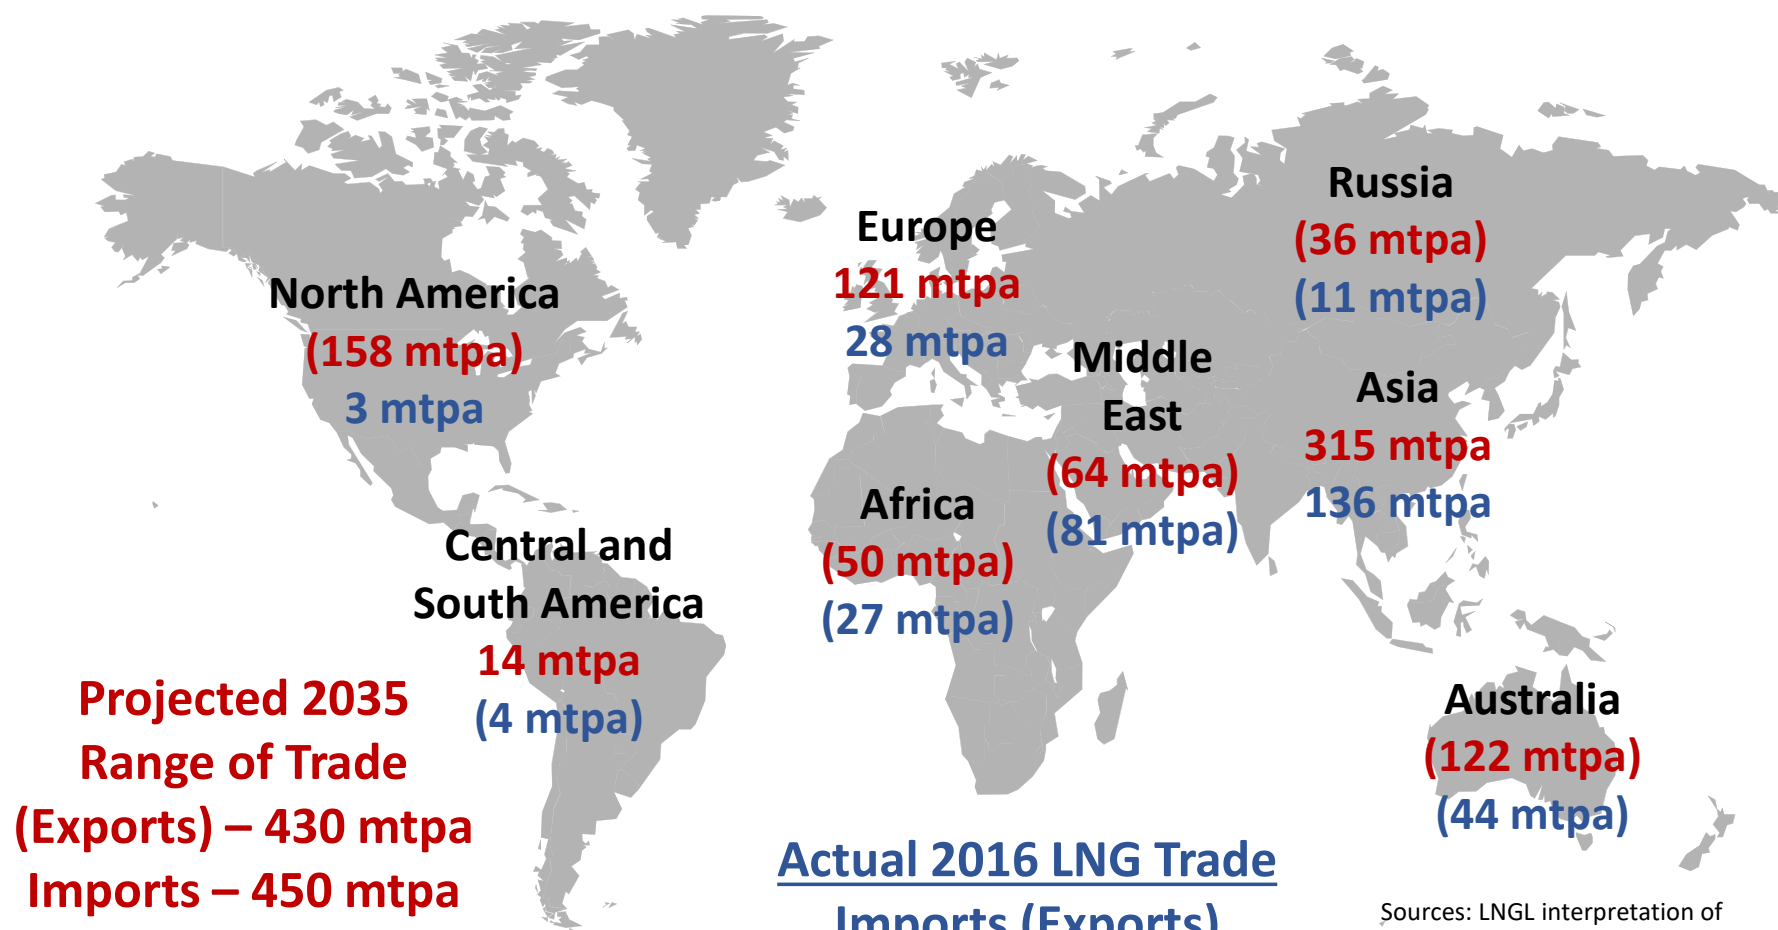 Russia
(36 mtpa)
(11 mtpa)
Europe
121 mtpa
28 mtpa
North America
(158 mtpa)
3 mtpa
Middle
East
(64 mtpa)
(81 mtpa)
Asia
315 mtpa
136 mtpa
Africa
(50 mtpa)
(27 mtpa)
Central and
South America
14 mtpa
(4 mtpa)
Australia
(122 mtpa)
(44 mtpa)
Projected 2035
Range of Trade
(Exports) – 430 mtpa
Imports – 450 mtpa
Actual 2016 LNG Trade
Imports (Exports)
Sources: LNGL interpretation of